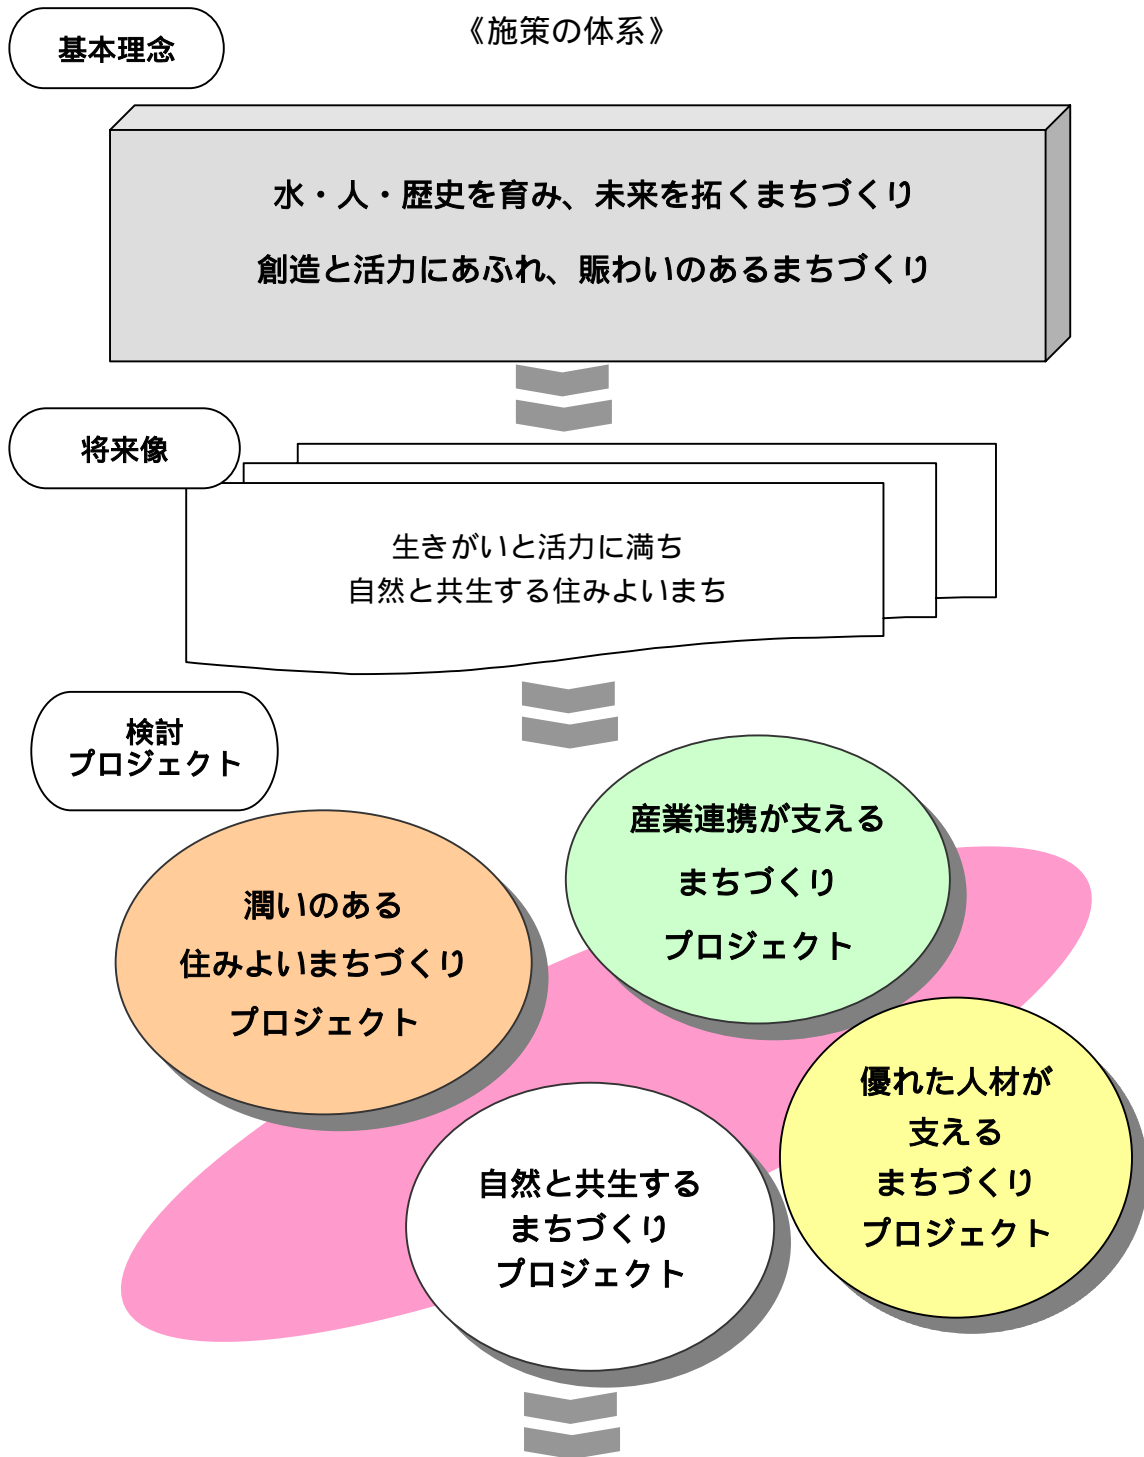 《施策の体系》
基本理念
水・人・歴史を育み、未来を拓くまちづくり
創造と活力にあふれ、賑わいのあるまちづくり
将来像
生きがいと活力に満ち
自然と共生する住みよいまち
検討
プロジェクト
潤いのある
住みよいまちづくり
プロジェクト
産業連携が支える
まちづくり
プロジェクト
自然と共生する
まちづくり
プロジェクト
優れた人材が
支える
まちづくり
プロジェクト